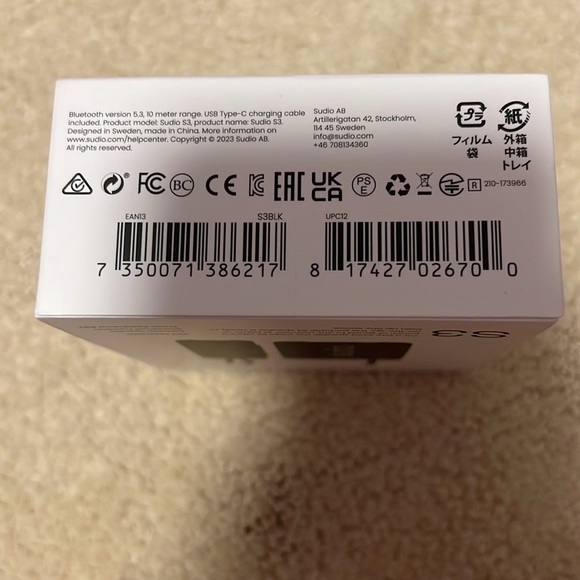 Bluetooth version 5.3, 10 meter range. USB Type-C charging cable
included. Product model: Sudio S3, product name: Sudio S3.
Designed in Sweden, made in China. More information on
www.sudio.com/helpcenter. Copyright © 2023 Sudio AB.
All rights reserved.
Sudio AB
Artillerigatan 42, Stockholm,
114 45 Sweden
info@sudio.com
+46 708134360
プラ
フィルム
袋
紙
外箱
中箱
トレイ
FC BC CE EAC UK CA PS E R 210-173966
EAN13 S3BLK
7 350071 386217
UPC12
8 17427 02670 0
S3